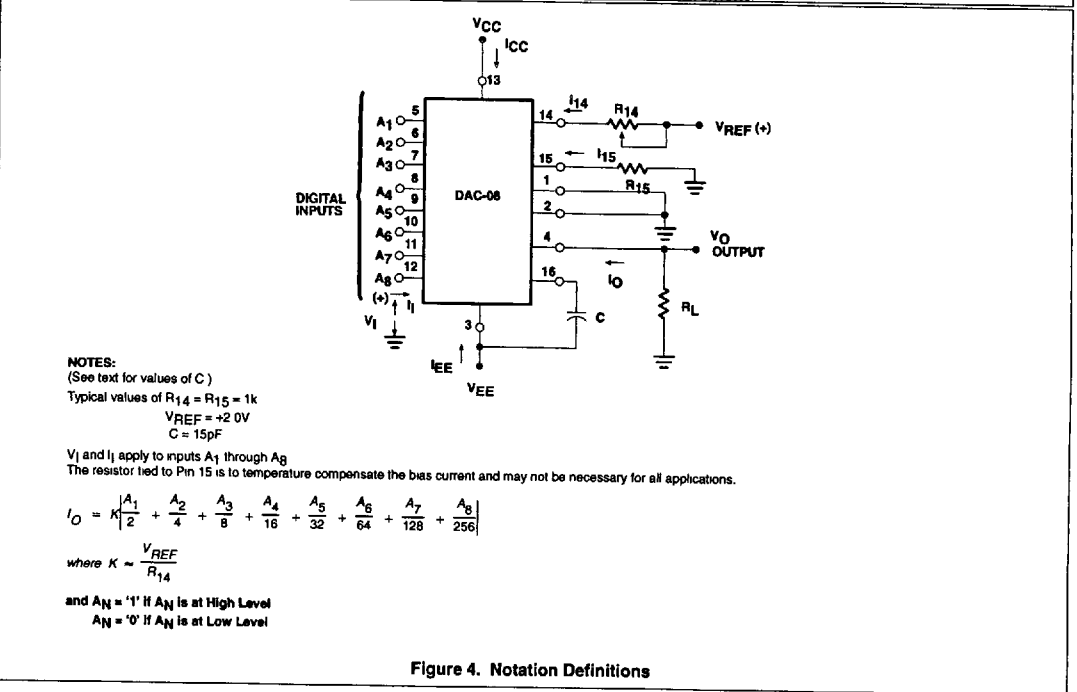 VCC
ICC
13
DIGITAL
INPUTS
A1 5
A2 6
A3 7
A4 8
A5 9
A6 10
A7 11
A8 12
(+)
II
VI
DAC-08
14
I14
R14
VREF (+)
15
I15
R15
1
2
4
VO
OUTPUT
IO
16
C
RL
3
IEE
VEE
NOTES:
(See text for values of C )
Typical values of R14 = R15 = 1k
VREF = +2 0V
C = 15pF
VI and II apply to inputs A1 through A8
The resistor tied to Pin 15 is to temperature compensate the bias current and may not be necessary for all applications.
IO = K|A1/2 + A2/4 + A3/8 + A4/16 + A5/32 + A6/64 + A7/128 + A8/256|
where K ~ VREF/R14
and AN = '1' if AN is at High Level
AN = '0' if AN is at Low Level
Figure 4. Notation Definitions